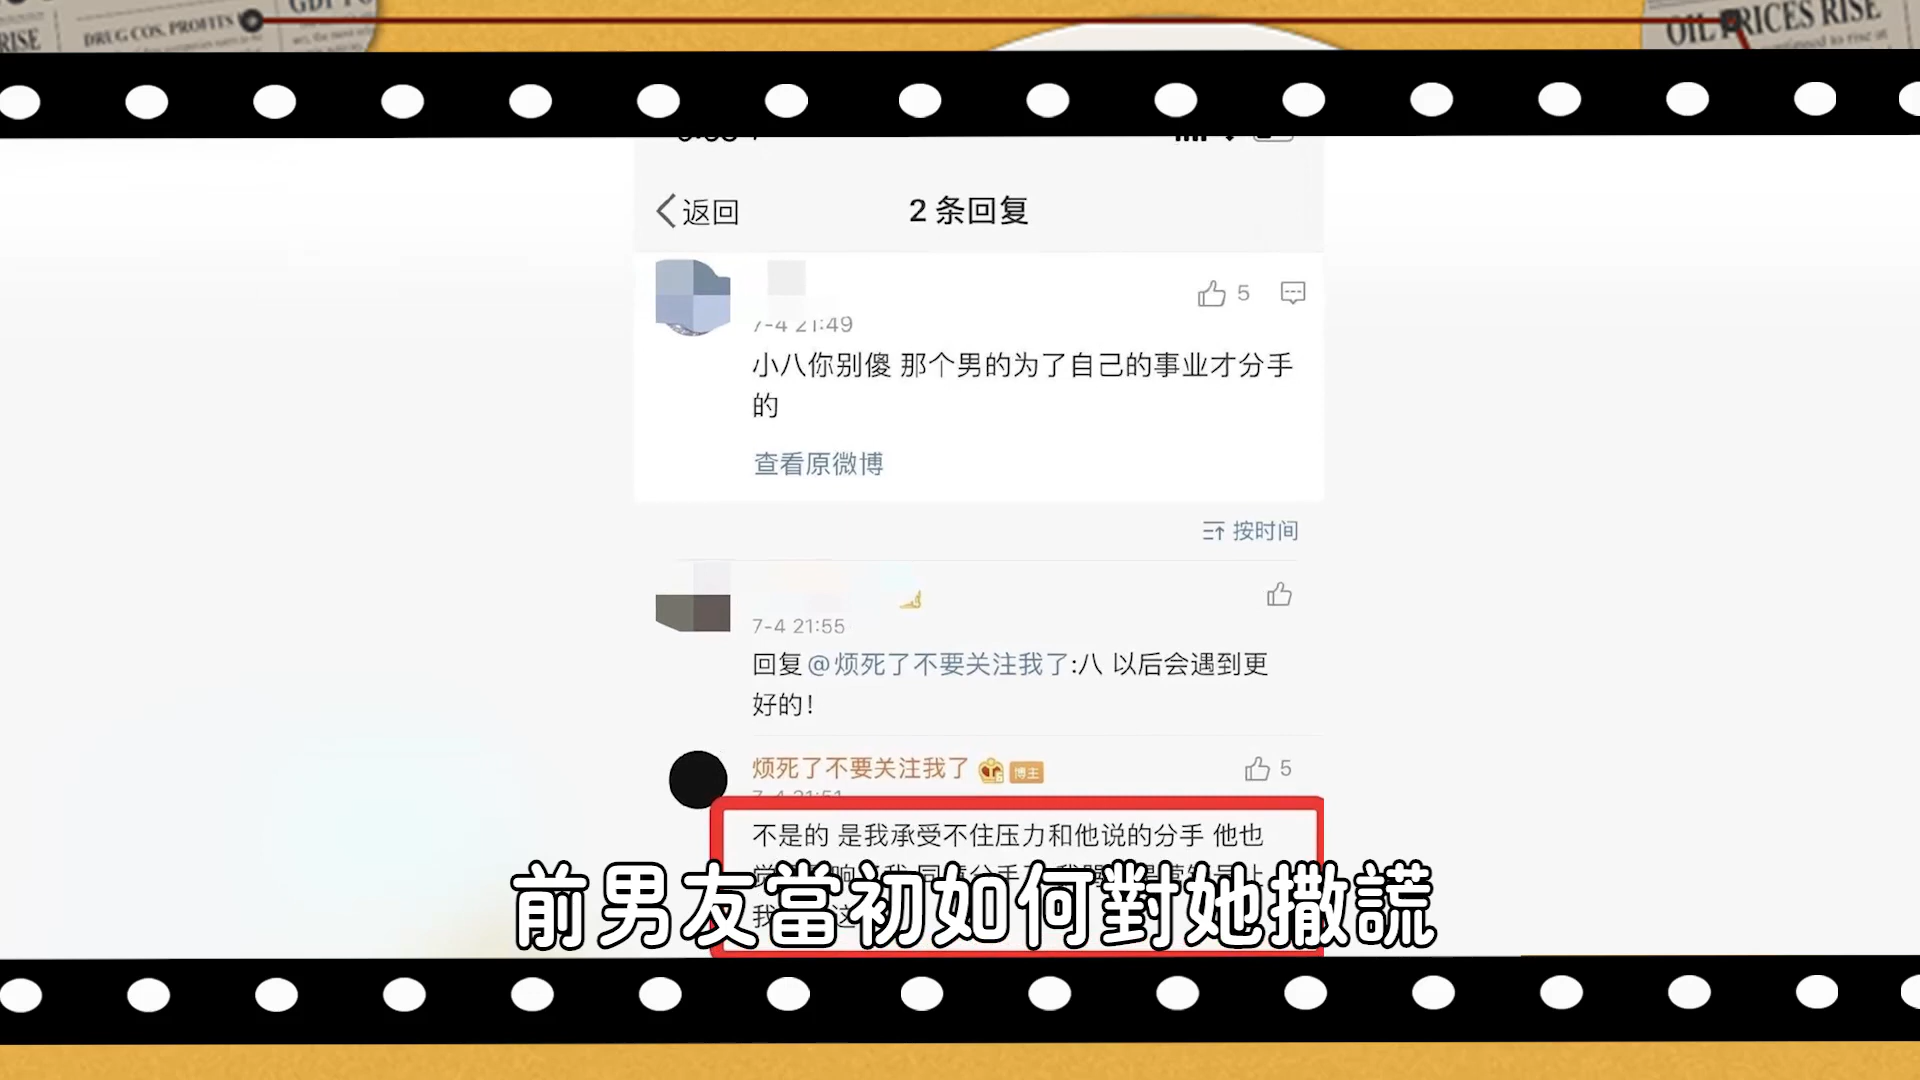 RISE
DRUG COS. PROFITS
OIL PRICES RISE
返回
2 条回复
5
7-4 21:49
小八你别傻 那个男的为了自己的事业才分手
的
查看原微博
按时间
7-4 21:55
回复@烦死了不要关注我了:八 以后会遇到更
好的!
烦死了不要关注我了 博主
5
7-4 21:51
不是的 是我承受不住压力和他说的分手 他也
前男友當初如何對她撒謊